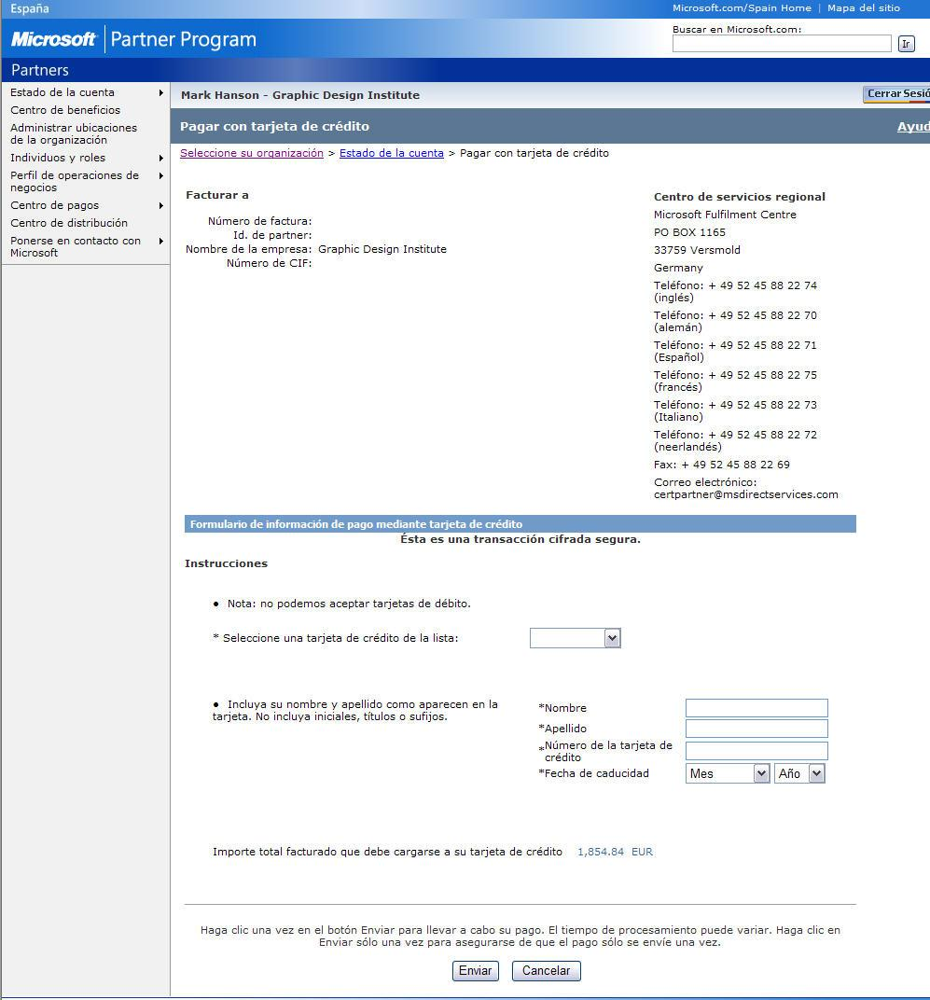 España
Microsoft.com/Spain Home | Mapa del sitio
Microsoft Partner Program
Buscar en Microsoft.com:
Ir
Partners
Estado de la cuenta
Centro de beneficios
Administrar ubicaciones
de la organización
Individuos y roles
Perfil de operaciones de
negocios
Centro de pagos
Centro de distribución
Ponerse en contacto con
Microsoft
Mark Hanson - Graphic Design Institute
Cerrar Sesió
Pagar con tarjeta de crédito
Ayud
Seleccione su organización > Estado de la cuenta > Pagar con tarjeta de crédito
Facturar a
Número de factura:
Id. de partner:
Nombre de la empresa: Graphic Design Institute
Número de CIF:
Centro de servicios regional
Microsoft Fulfilment Centre
PO BOX 1165
33759 Versmold
Germany
Teléfono: + 49 52 45 88 22 74
(inglés)
Teléfono: + 49 52 45 88 22 70
(alemán)
Teléfono: + 49 52 45 88 22 71
(Español)
Teléfono: + 49 52 45 88 22 75
(francés)
Teléfono: + 49 52 45 88 22 73
(Italiano)
Teléfono: + 49 52 45 88 22 72
(neerlandés)
Fax: + 49 52 45 88 22 69
Correo electrónico:
certpartner@msdirectservices.com
Formulario de información de pago mediante tarjeta de crédito
Ésta es una transacción cifrada segura.
Instrucciones
• Nota: no podemos aceptar tarjetas de débito.
* Seleccione una tarjeta de crédito de la lista:
• Incluya su nombre y apellido como aparecen en la
tarjeta. No incluya iniciales, títulos o sufijos.
*Nombre
*Apellido
*Número de la tarjeta de
crédito
*Fecha de caducidad
Mes
Año
Importe total facturado que debe cargarse a su tarjeta de crédito 1,854.84 EUR
Haga clic una vez en el botón Enviar para llevar a cabo su pago. El tiempo de procesamiento puede variar. Haga clic en
Enviar sólo una vez para asegurarse de que el pago sólo se envíe una vez.
Enviar
Cancelar